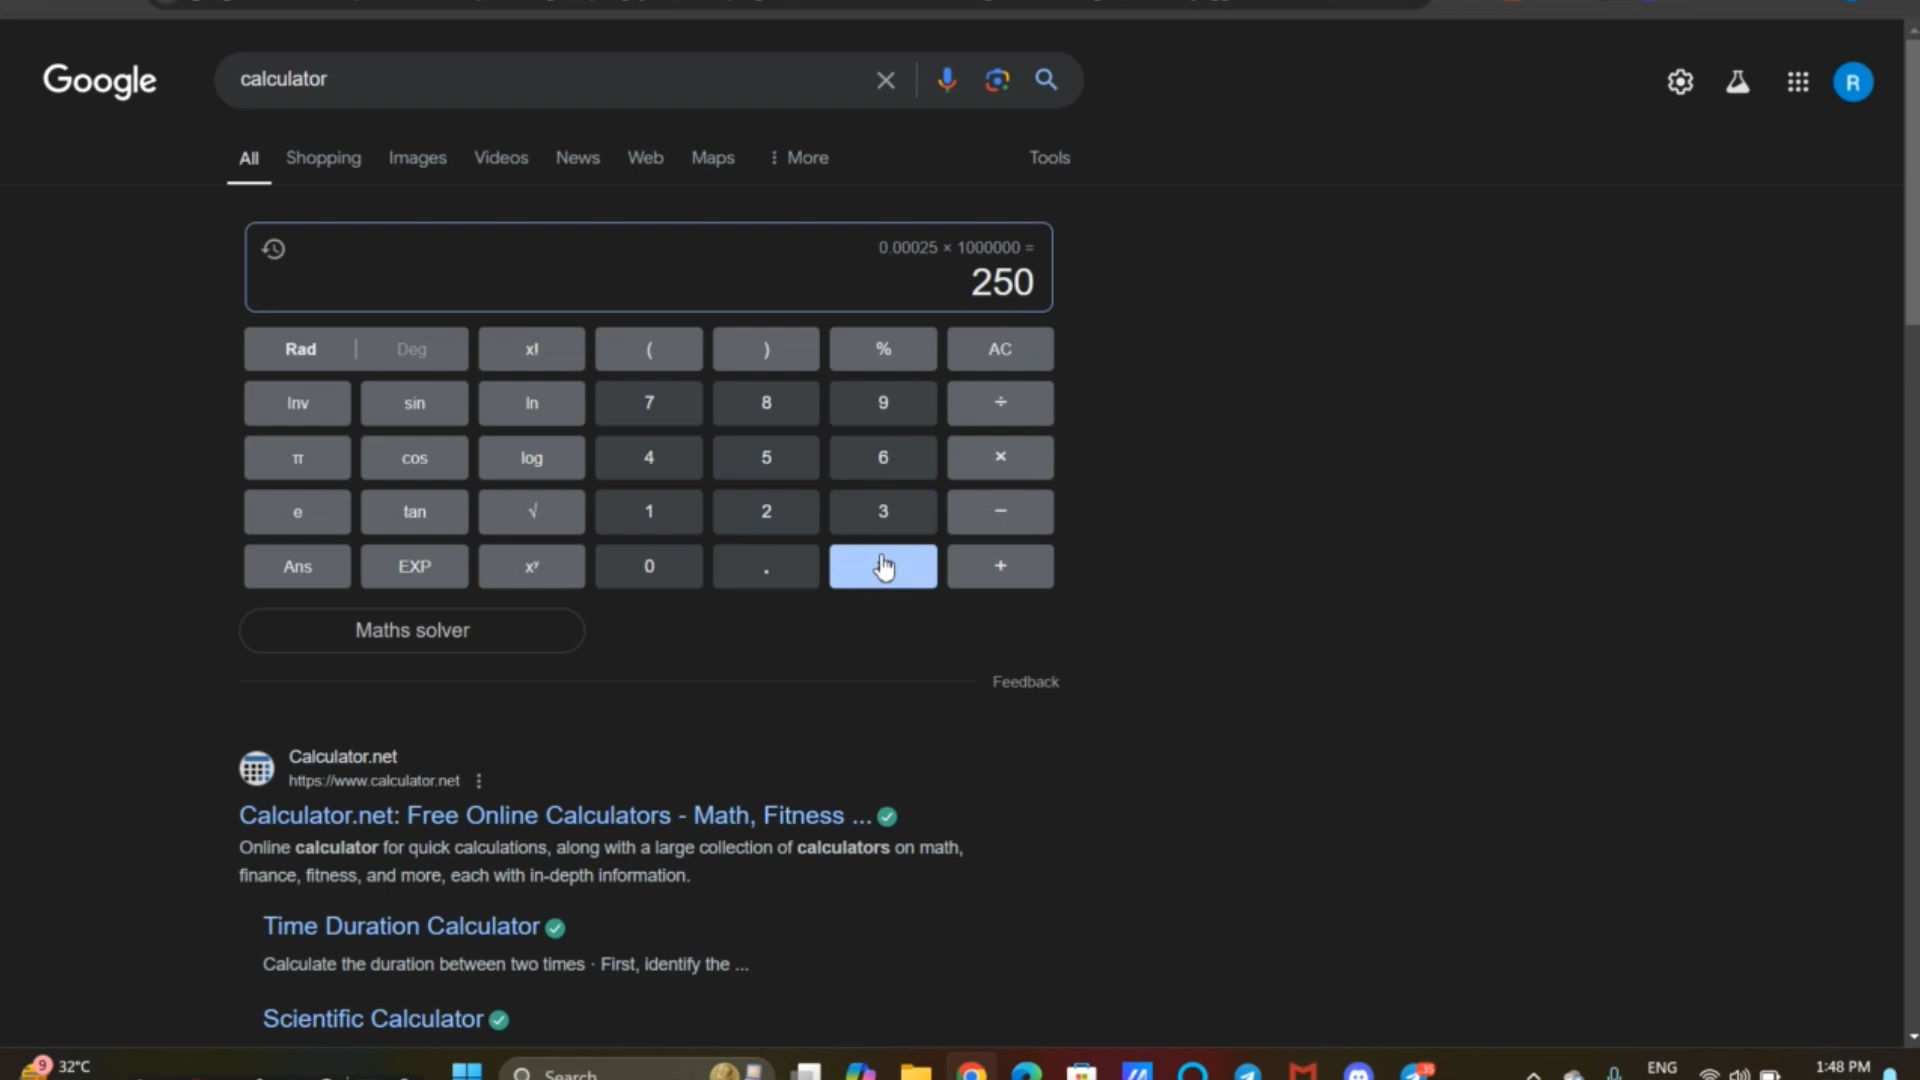 Google
calculator
R
All Shopping Images Videos News Web Maps More Tools
0.00025 × 1000000 =
250
Rad | Deg x! ( ) % AC
Inv sin ln 7 8 9 ÷
π cos log 4 5 6 ×
e tan √ 1 2 3 −
Ans EXP xʸ 0 . +
Maths solver
Feedback
Calculator.net
https://www.calculator.net
Calculator.net: Free Online Calculators - Math, Fitness ...
Online calculator for quick calculations, along with a large collection of calculators on math,
finance, fitness, and more, each with in-depth information.
Time Duration Calculator
Calculate the duration between two times · First, identify the ...
Scientific Calculator
9 32°C Search 35 ENG 1:48 PM